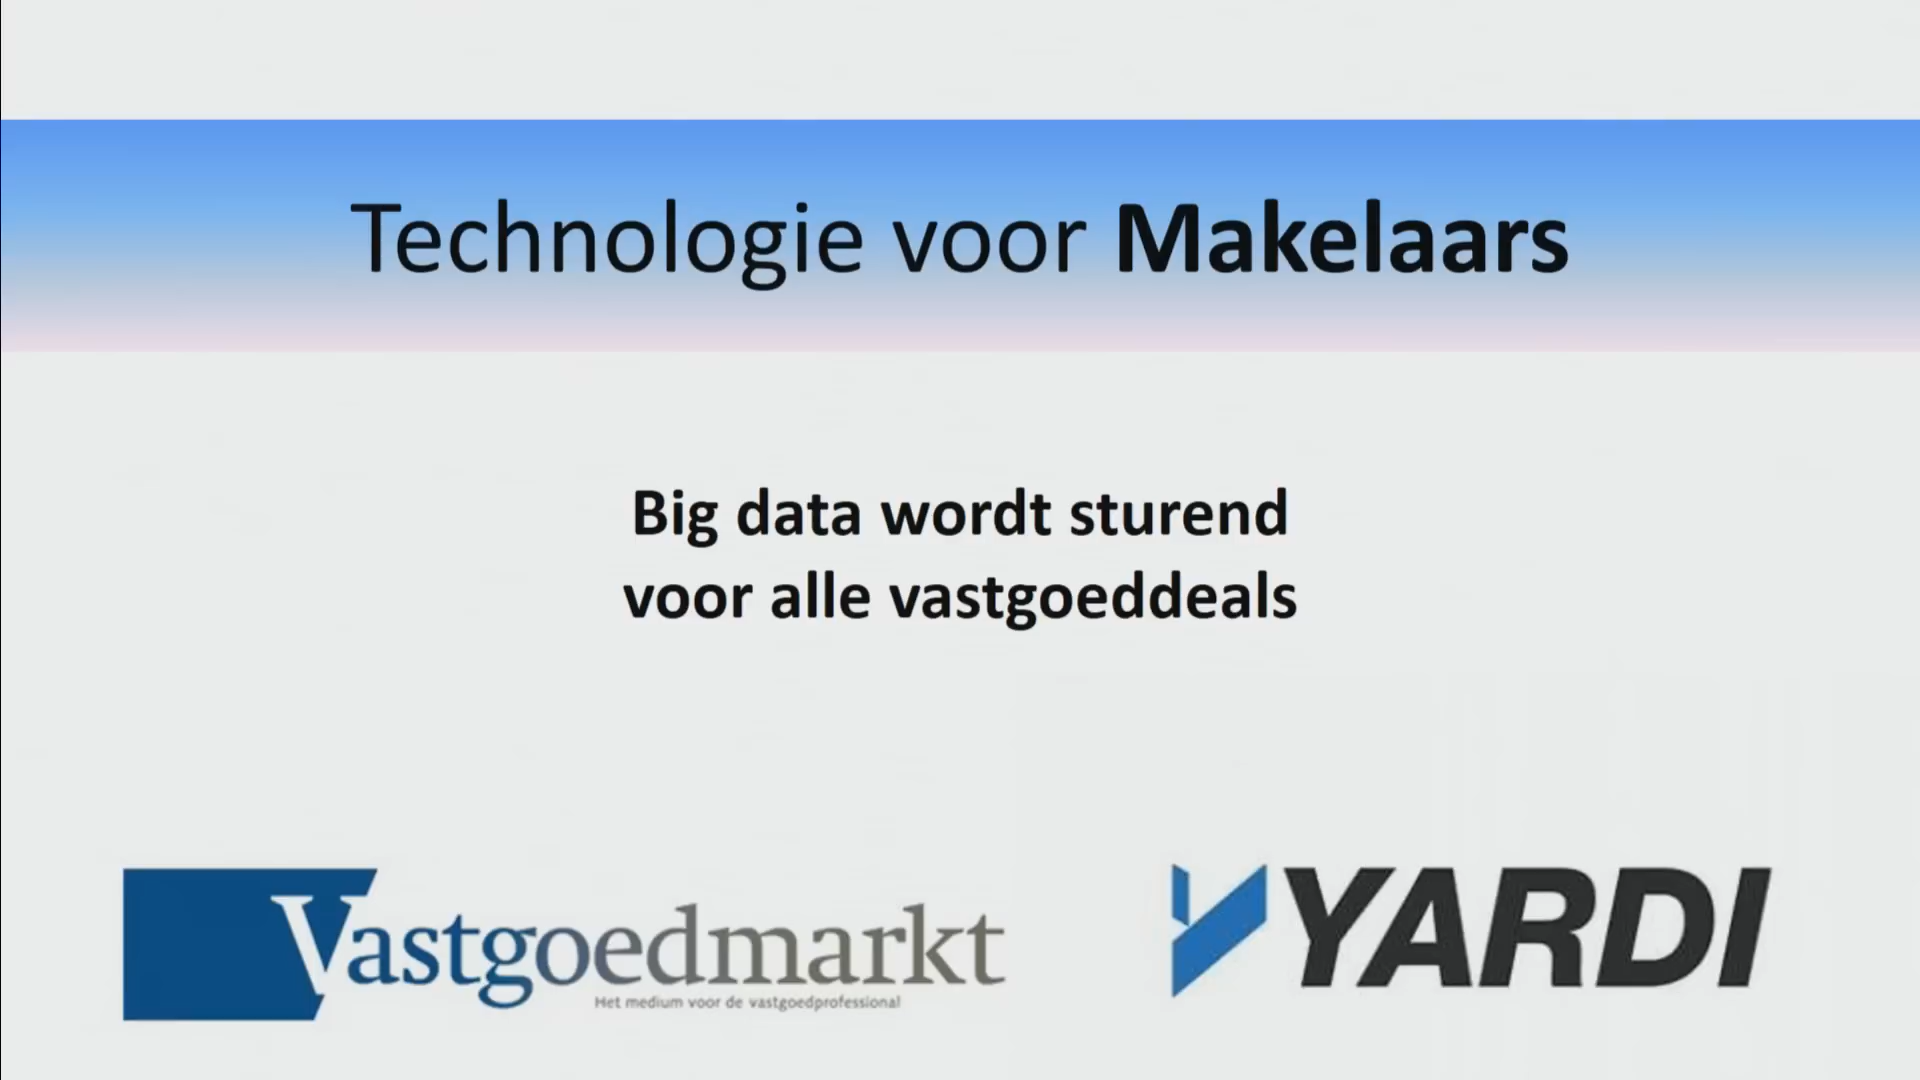 Technologie voor Makelaars
Big data wordt sturend
voor alle vastgoeddeals
Vastgoedmarkt
Het medium voor de vastgoedprofessional
YARDI